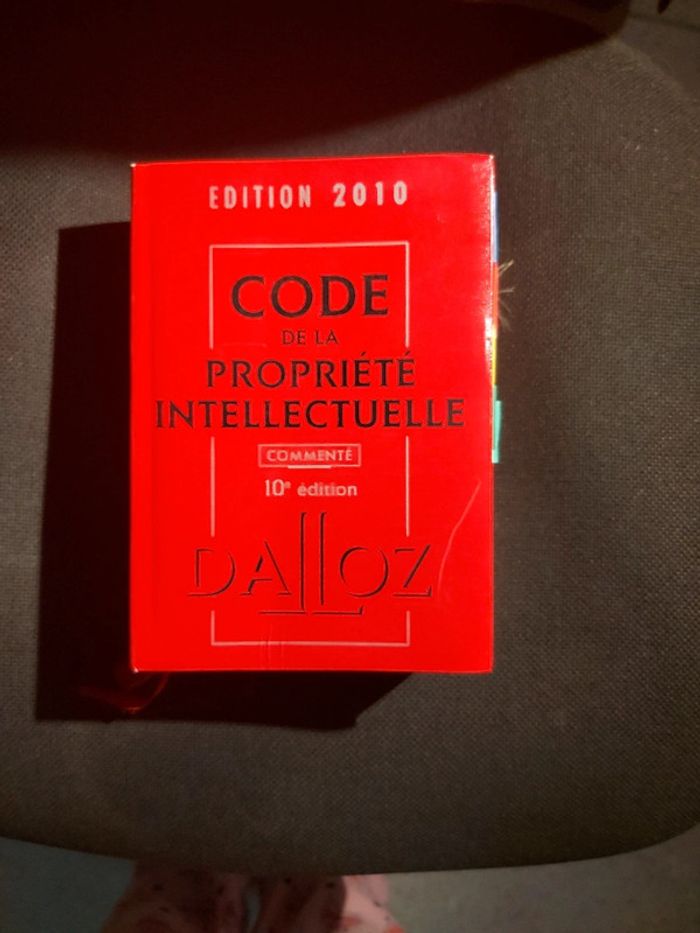 EDITION 2010
CODE
DE LA
PROPRIÉTÉ
INTELLECTUELLE
COMMENTÉ
10e édition
DALLOZ